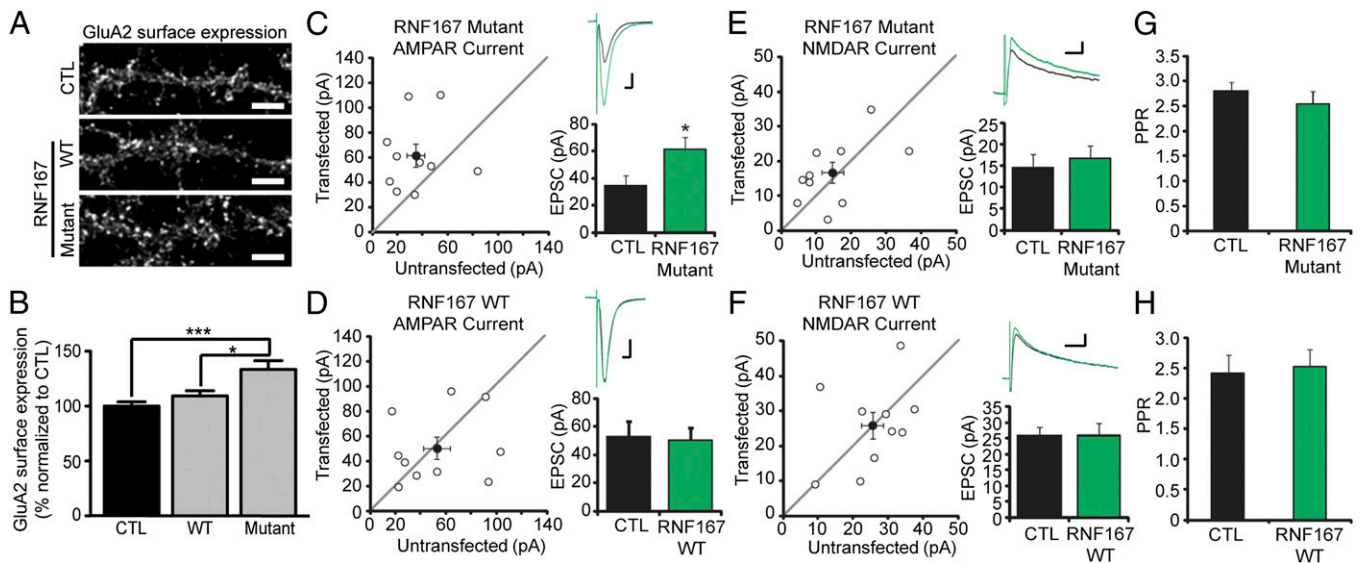 A
GluA2 surface expression
CTL
WT
Mutant
RNF167
B
GluA2 surface expression
(% normalized to CTL)
150
100
50
0
***
*
CTL WT Mutant
C
RNF167 Mutant
AMPAR Current
Transfected (pA)
140
120
100
80
60
40
20
0
0 20 60 100 140
Untransfected (pA)
EPSC (pA)
80
60
40
20
0
*
CTL RNF167
Mutant
D
RNF167 WT
AMPAR Current
Transfected (pA)
140
120
100
80
60
40
20
0
0 20 60 100 140
Untransfected (pA)
EPSC (pA)
80
60
40
20
0
CTL RNF167
WT
E
RNF167 Mutant
NMDAR Current
Transfected (pA)
50
40
30
20
10
0
0 10 20 30 40 50
Untransfected (pA)
EPSC (pA)
25
20
15
10
5
0
CTL RNF167
Mutant
F
RNF167 WT
NMDAR Current
Transfected (pA)
50
40
30
20
10
0
0 10 20 30 40 50
Untransfected (pA)
EPSC (pA)
35
30
25
20
15
10
5
0
CTL RNF167
WT
G
PPR
3.5
3.0
2.5
2.0
1.5
1.0
.5
0
CTL RNF167
Mutant
H
PPR
3.0
2.5
2.0
1.5
1.0
.5
0
CTL RNF167
WT